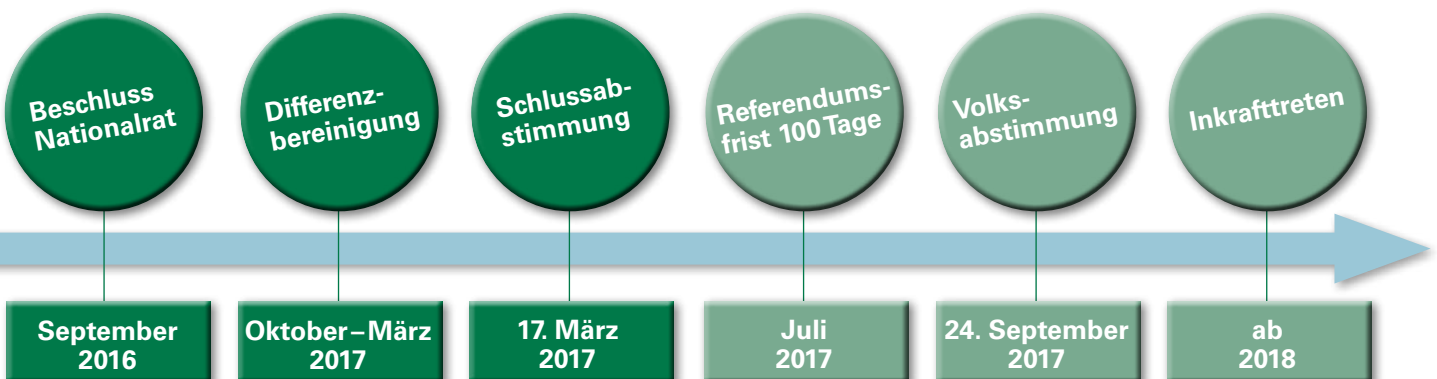 Beschluss
Nationalrat
Differenz-
bereinigung
Schlussab-
stimmung
Referendums-
frist 100 Tage
Volks-
abstimmung
Inkrafttreten
September
2016
Oktober–März
2017
17. März
2017
Juli
2017
24. September
2017
ab
2018